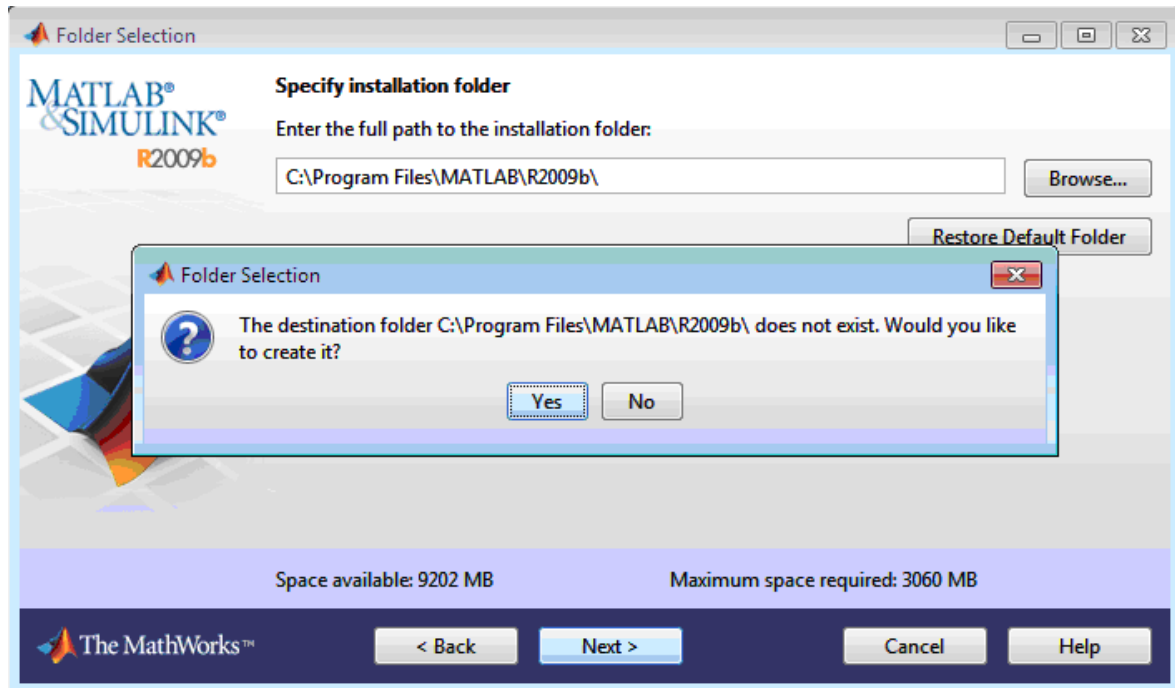 Folder Selection
MATLAB®
&SIMULINK®
R2009b
Specify installation folder
Enter the full path to the installation folder:
C:\Program Files\MATLAB\R2009b\
Browse...
Restore Default Folder
Folder Selection
The destination folder C:\Program Files\MATLAB\R2009b\ does not exist. Would you like
to create it?
Yes
No
Space available: 9202 MB
Maximum space required: 3060 MB
The MathWorks™
< Back
Next >
Cancel
Help